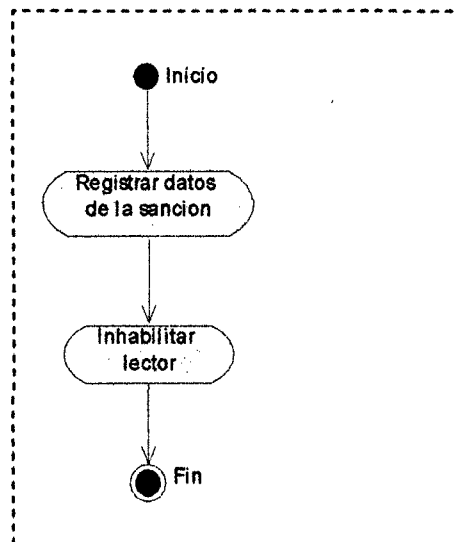 Inicio
Registrar datos
de la sancion
Inhabilitar
lector
Fin